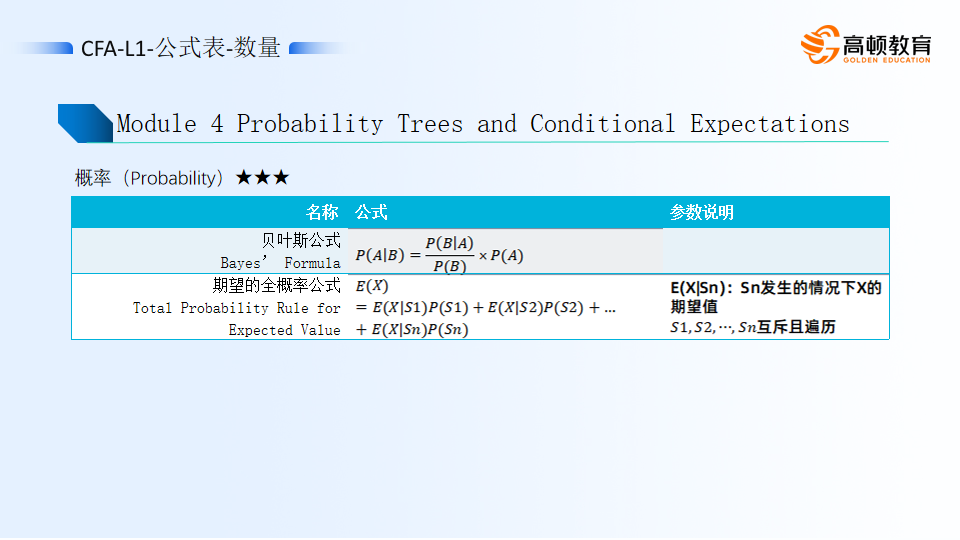 CFA-L1-公式表-数量
高顿教育
GOLDEN EDUCATION
Module 4 Probability Trees and Conditional Expectations
概率（Probability）★★★
名称 公式 参数说明
贝叶斯公式
Bayes' Formula
P(A|B) = P(B|A) / P(B) × P(A)
期望的全概率公式
Total Probability Rule for
Expected Value
E(X)
= E(X|S1)P(S1) + E(X|S2)P(S2) + …
+ E(X|Sn)P(Sn)
E(X|Sn)：Sn发生的情况下X的
期望值
S1, S2, ⋯, Sn互斥且遍历